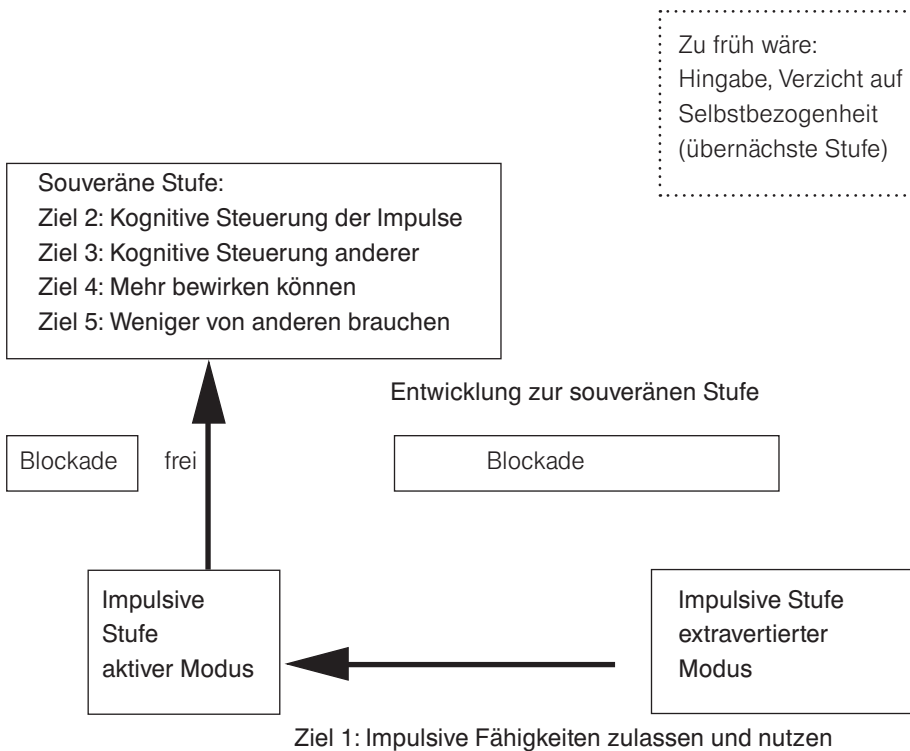 Zu früh wäre:
Hingabe, Verzicht auf
Selbstbezogenheit
(übernächste Stufe)
Souveräne Stufe:
Ziel 2: Kognitive Steuerung der Impulse
Ziel 3: Kognitive Steuerung anderer
Ziel 4: Mehr bewirken können
Ziel 5: Weniger von anderen brauchen
Entwicklung zur souveränen Stufe
Blockade
frei
Blockade
Impulsive
Stufe
aktiver Modus
Impulsive Stufe
extravertierter
Modus
Ziel 1: Impulsive Fähigkeiten zulassen und nutzen